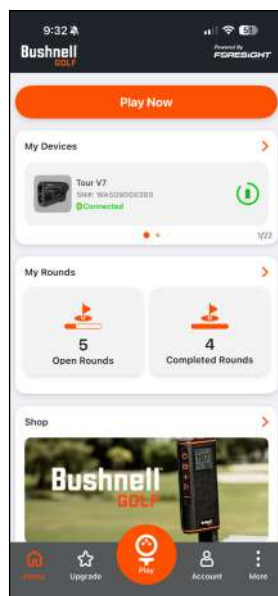 9:32
Bushnell
GOLF
Powered By
FORESIGHT
Play Now
My Devices
Tour V7
Connected
1/22
My Rounds
5
Open Rounds
4
Completed Rounds
Shop
Bushnell
GOLF
Home
Upgrade
Play
Account
More